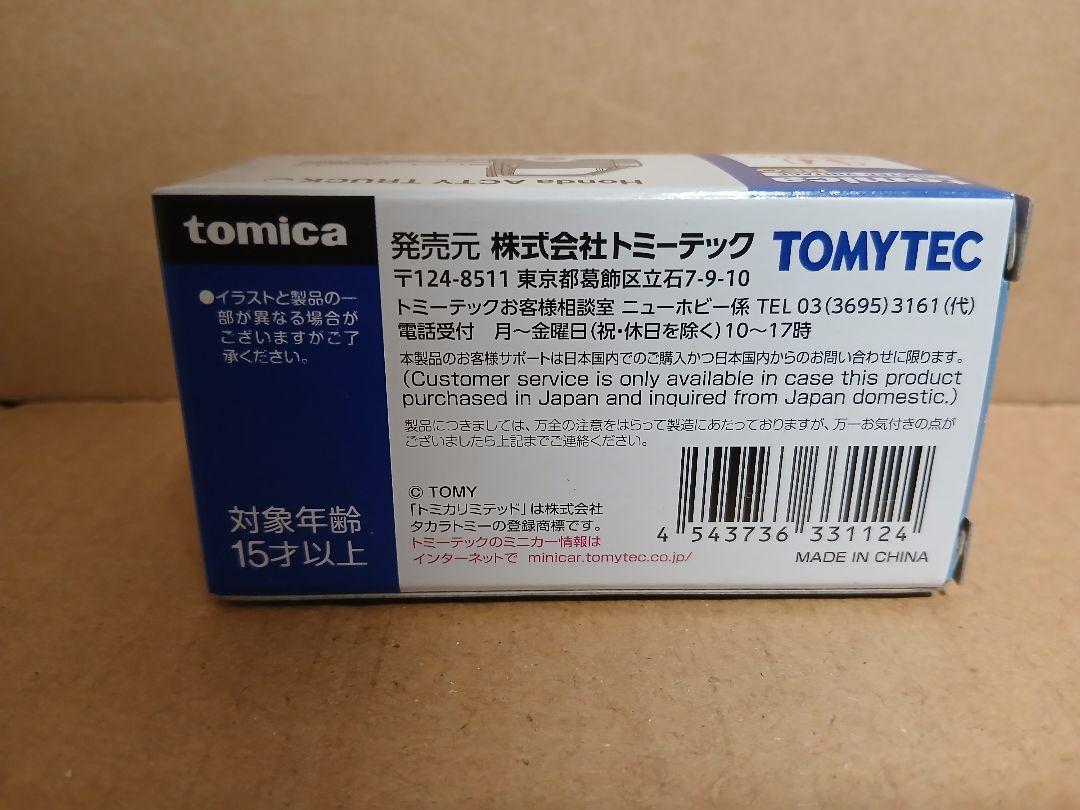 Honda ACTY TRUCK
tomica
●イラストと製品の一
部が異なる場合が
ございますがご了
承ください。
対象年齢
15才以上
発売元 株式会社トミーテック TOMYTEC
〒124-8511 東京都葛飾区立石7-9-10
トミーテックお客様相談室 ニューホビー係 TEL 03(3695)3161(代)
電話受付 月～金曜日(祝・休日を除く)10～17時
本製品のお客様サポートは日本国内でのご購入かつ日本国内からのお問い合わせに限ります。
(Customer service is only available in case this product
purchased in Japan and inquired from Japan domestic.)
製品につきましては、万全の注意をはらって製造にあたっておりますが、万一お気付きの点が
ございましたら上記までご連絡ください。
© TOMY
「トミカリミテッド」は株式会社
タカラトミーの登録商標です。
トミーテックのミニカー情報は
インターネットで minicar.tomytec.co.jp/
4 543736 331124
MADE IN CHINA